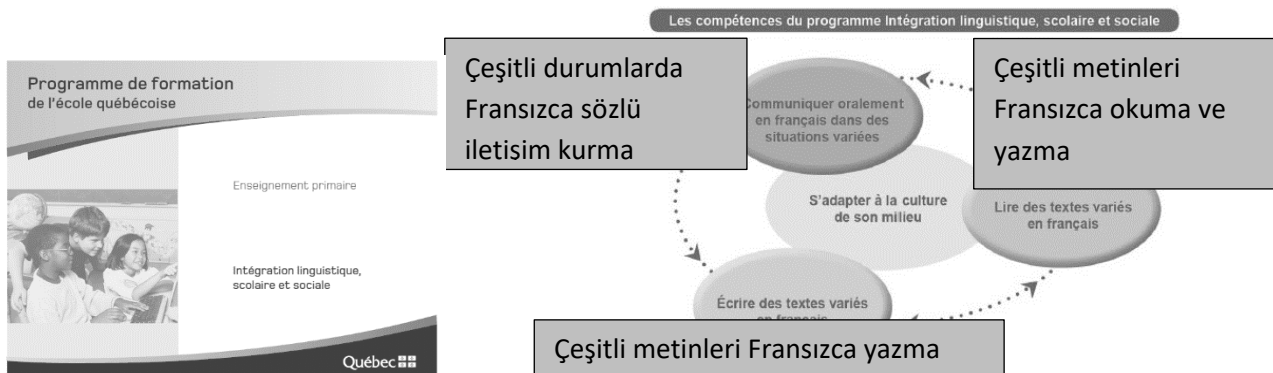 Programme de formation
de l'école québécoise
Enseignement primaire
Intégration linguistique,
scolaire et sociale
Québec
Les compétences du programme Intégration linguistique, scolaire et sociale
Çeşitli durumlarda
Fransızca sözlü
iletisim kurma
Communiquer oralement
en français dans des
situations variées
Çeşitli metinleri
Fransızca okuma ve
yazma
S'adapter à la culture
de son milieu
Lire des textes variés
en français
Écrire des textes variés
en français
Çeşitli metinleri Fransızca yazma